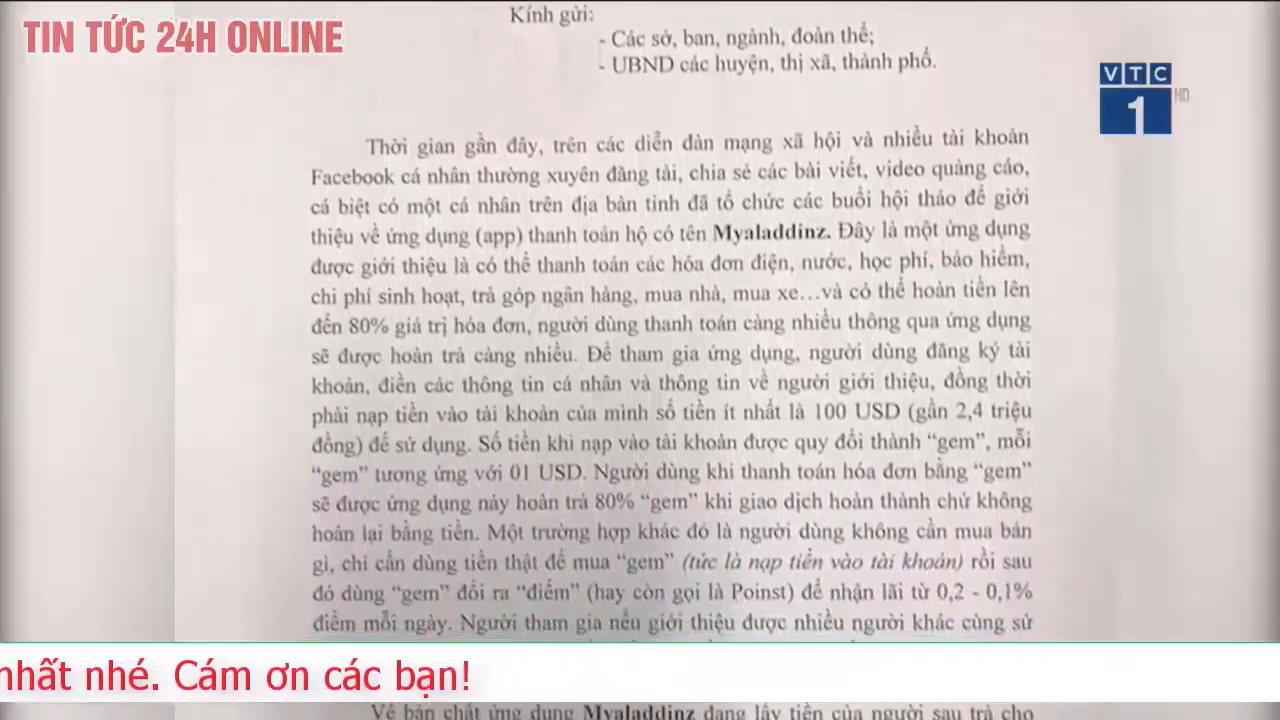 TIN TỨC 24H ONLINE
Kính gửi:
- Các sở, ban, ngành, đoàn thể;
- UBND các huyện, thị xã, thành phố.
VTC
1
HD
Thời gian gần đây, trên các diễn đàn mạng xã hội và nhiều tài khoản
Facebook cá nhân thường xuyên đăng tải, chia sẻ các bài viết, video quảng cáo,
cá biệt có một cá nhân trên địa bàn tỉnh đã tổ chức các buổi hội thảo để giới
thiệu về ứng dụng (app) thanh toán hộ có tên Myaladdinz. Đây là một ứng dụng
được giới thiệu là có thể thanh toán các hóa đơn điện, nước, học phí, bảo hiểm,
chi phí sinh hoạt, trả góp ngân hàng, mua nhà, mua xe…và có thể hoàn tiền lên
đến 80% giá trị hóa đơn, người dùng thanh toán càng nhiều thông qua ứng dụng
sẽ được hoàn trả càng nhiều. Để tham gia ứng dụng, người dùng đăng ký tài
khoản, điền các thông tin cá nhân và thông tin về người giới thiệu, đồng thời
phải nạp tiền vào tài khoản của mình số tiền ít nhất là 100 USD (gần 2,4 triệu
đồng) để sử dụng. Số tiền khi nạp vào tài khoản được quy đổi thành “gem”, mỗi
“gem” tương ứng với 01 USD. Người dùng khi thanh toán hóa đơn bằng “gem”
sẽ được ứng dụng này hoàn trả 80% “gem” khi giao dịch hoàn thành chứ không
hoàn lại bằng tiền. Một trường hợp khác đó là người dùng không cần mua bán
gì, chỉ cần dùng tiền thật để mua “gem” (tức là nạp tiền vào tài khoản) rồi sau
đó dùng “gem” đổi ra “điểm” (hay còn gọi là Poinst) để nhận lãi từ 0,2 - 0,1%
điểm mỗi ngày. Người tham gia nếu giới thiệu được nhiều người khác cùng sử
nhất nhé. Cám ơn các bạn!
Về bản chất ứng dụng Myaladdinz đang lấy tiền của người sau trả cho